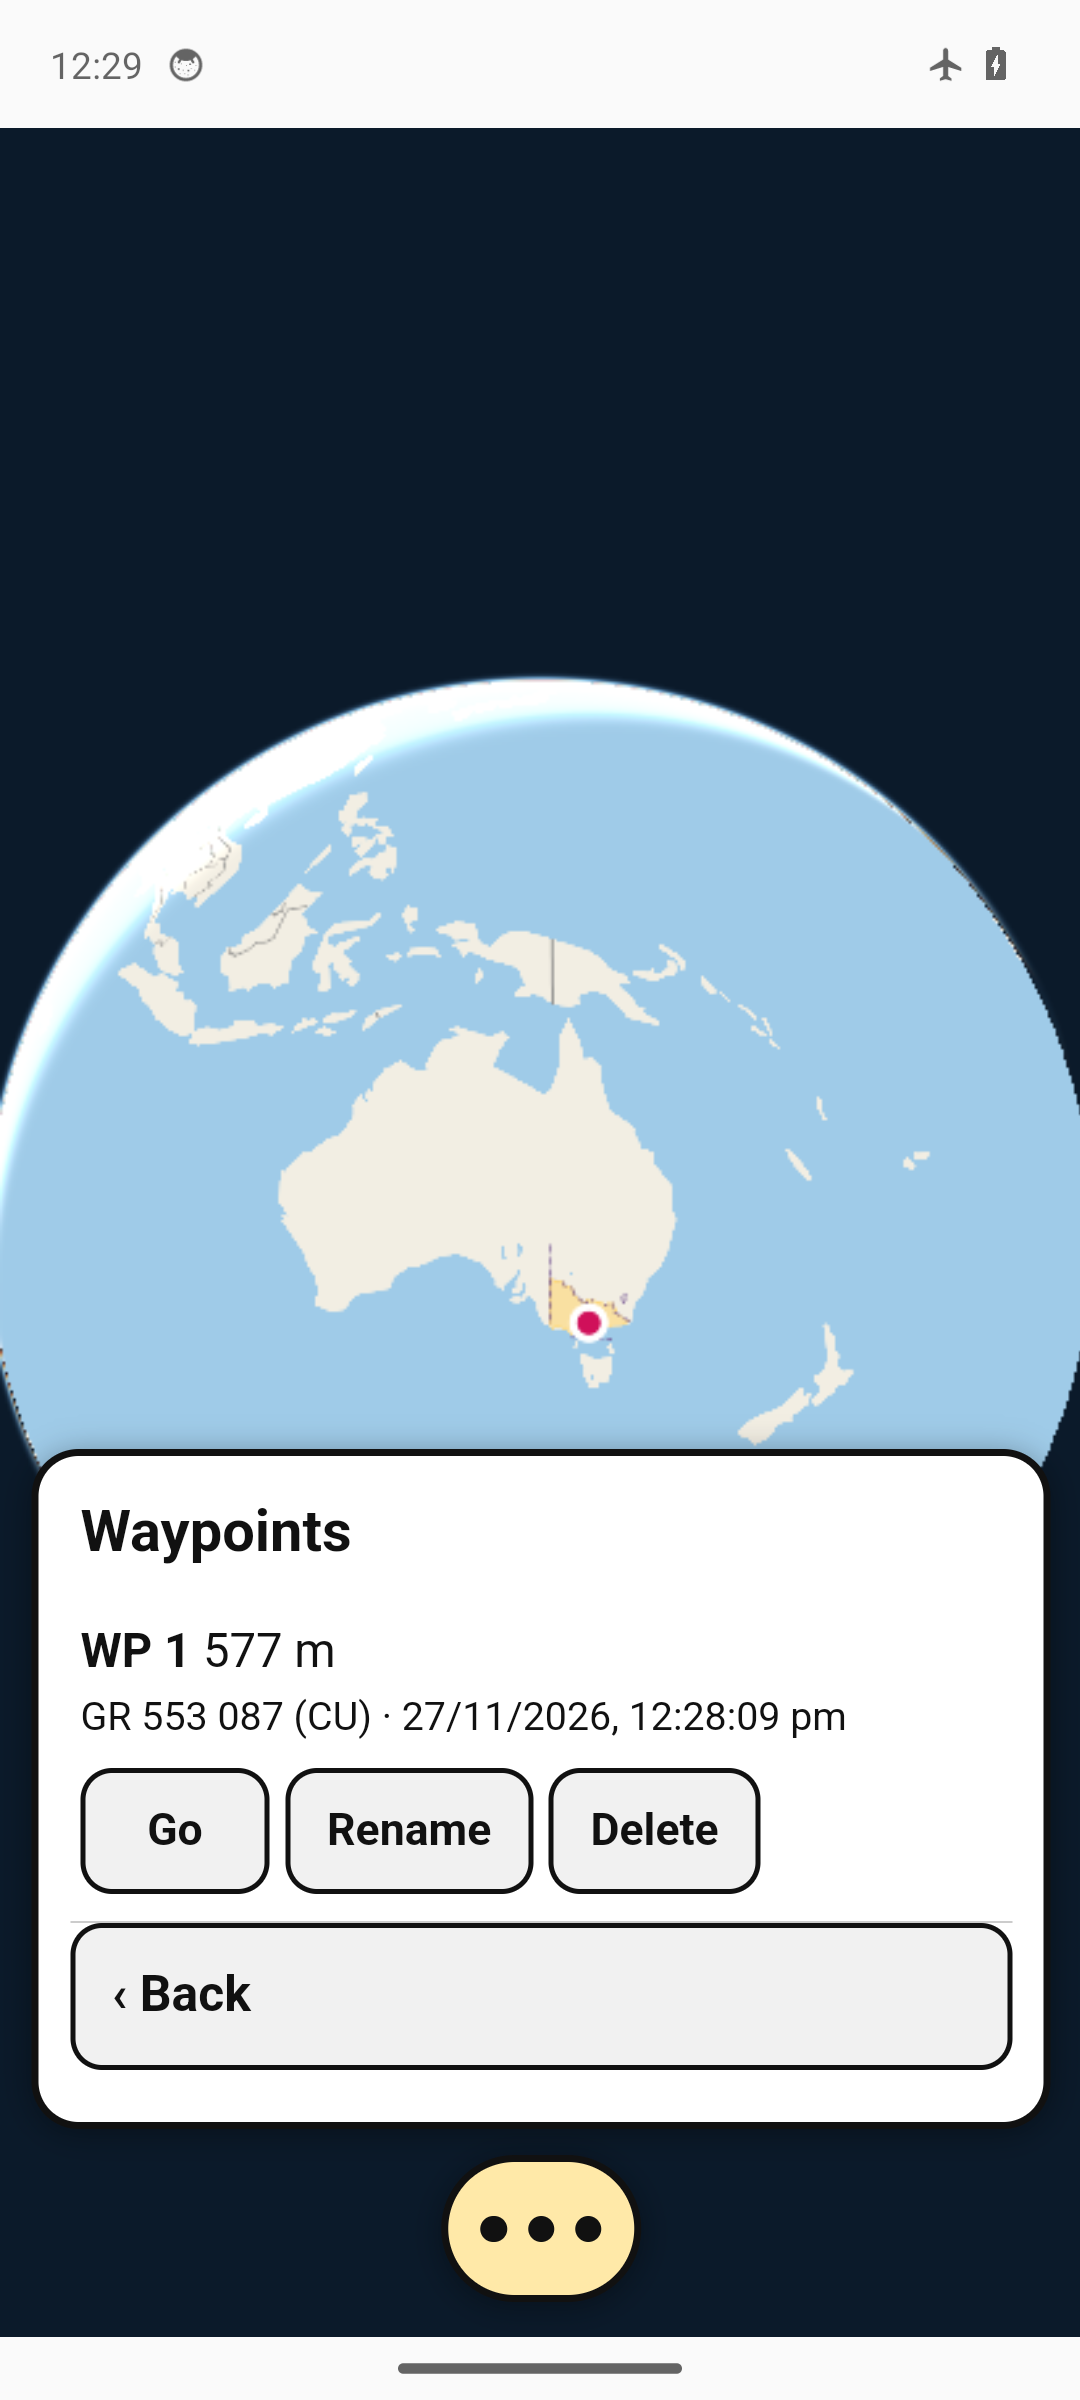 12:29
Waypoints
WP 1 577 m
GR 553 087 (CU) · 27/11/2026, 12:28:09 pm
Go Rename Delete
‹ Back